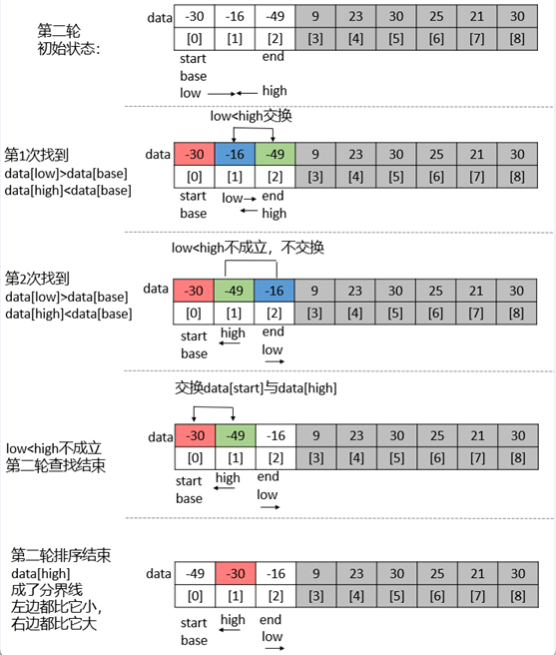 第二轮
初始状态：
data -30 -16 -49 9 23 30 25 21 30
[0] [1] [2] [3] [4] [5] [6] [7] [8]
start end
base
low high
low<high交换
第1次找到
data[low]>data[base]
data[high]<data[base]
data -30 -16 -49 9 23 30 25 21 30
[0] [1] [2] [3] [4] [5] [6] [7] [8]
start low end
base high
low<high不成立，不交换
第2次找到
data[low]>data[base]
data[high]<data[base]
data -30 -49 -16 9 23 30 25 21 30
[0] [1] [2] [3] [4] [5] [6] [7] [8]
start high end
base low
交换data[start]与data[high]
low<high不成立
第二轮查找结束
data -30 -49 -16 9 23 30 25 21 30
[0] [1] [2] [3] [4] [5] [6] [7] [8]
start high end
base low
第二轮排序结束
data[high]
成了分界线
左边都比它小，
右边都比它大
data -49 -30 -16 9 23 30 25 21 30
[0] [1] [2] [3] [4] [5] [6] [7] [8]
start high end
base low